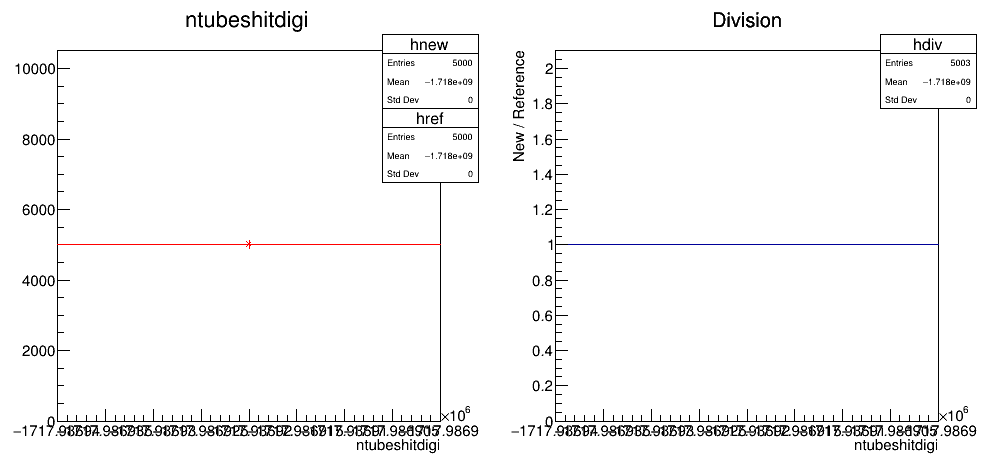 ntubeshitdigi
hnew
Entries 5000
Mean −1.718e+09
Std Dev 0
href
Entries 5000
Mean −1.718e+09
Std Dev 0
10000
8000
6000
4000
2000
0
×10⁶
ntubeshitdigi
Division
hdiv
Entries 5003
Mean −1.718e+09
Std Dev 0
New / Reference
2
1.8
1.6
1.4
1.2
1
0.8
0.6
0.4
0.2
0
×10⁶
ntubeshitdigi